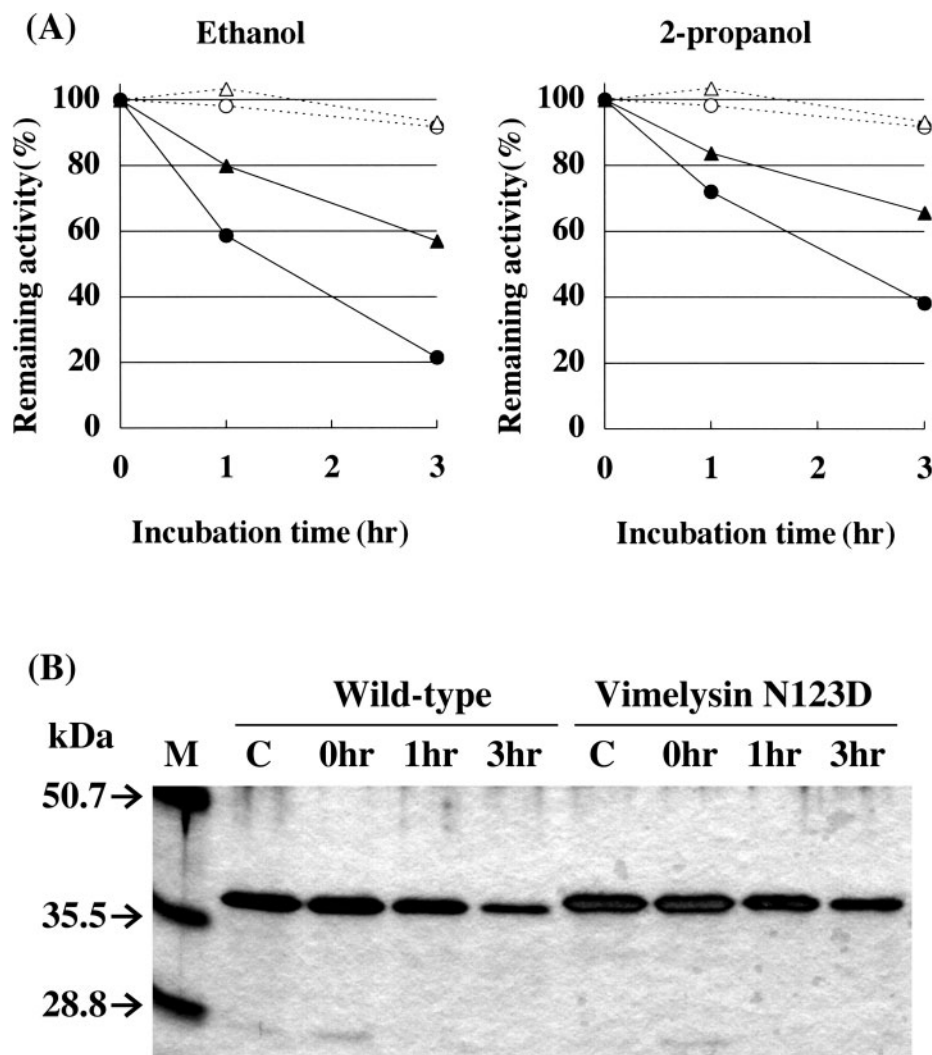 (A)
Ethanol
2-propanol
Remaining activity(%)
100
80
60
40
20
0
0 1 2 3
Incubation time (hr)
Remaining activity(%)
100
80
60
40
20
0
0 1 2 3
Incubation time (hr)
(B)
Wild-type Vimelysin N123D
kDa M C 0hr 1hr 3hr C 0hr 1hr 3hr
50.7→
35.5→
28.8→